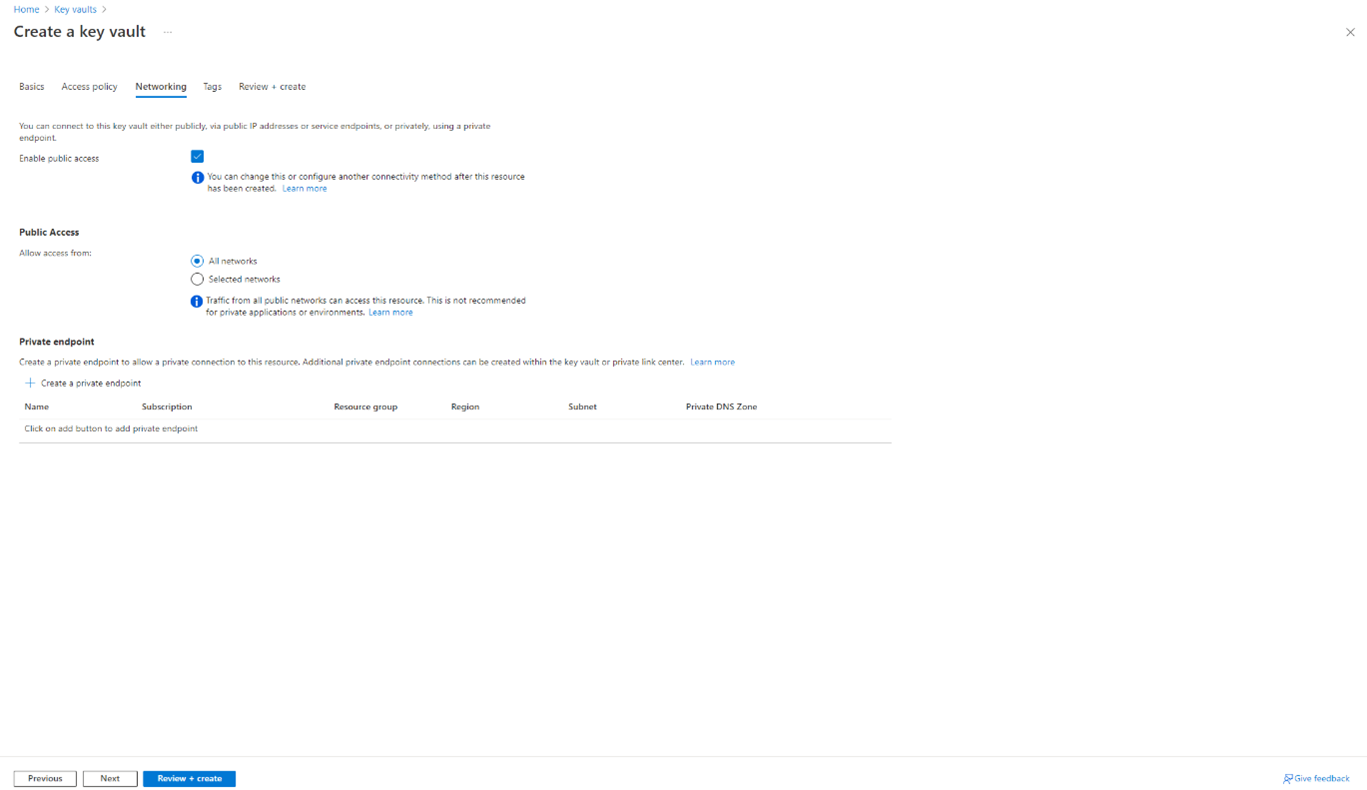 Home > Key vaults >
Create a key vault ...
Basics Access policy Networking Tags Review + create
You can connect to this key vault either publicly, via public IP addresses or service endpoints, or privately, using a private
endpoint.
Enable public access
You can change this or configure another connectivity method after this resource
has been created. Learn more
Public Access
Allow access from:
All networks
Selected networks
Traffic from all public networks can access this resource. This is not recommended
for private applications or environments. Learn more
Private endpoint
Create a private endpoint to allow a private connection to this resource. Additional private endpoint connections can be created within the key vault or private link center. Learn more
+ Create a private endpoint
Name Subscription Resource group Region Subnet Private DNS Zone
Click on add button to add private endpoint
Previous Next Review + create Give feedback